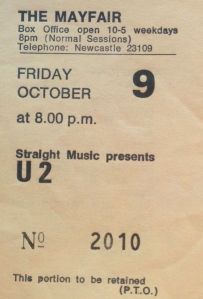 THE MAYFAIR
Box Office open 10-5 weekdays
8pm (Normal Sessions)
Telephone: Newcastle 23109
FRIDAY
OCTOBER 9
at 8.00 p.m.
Straight Music presents
U2
Nº 2010
This portion to be retained
(P.T.O.)